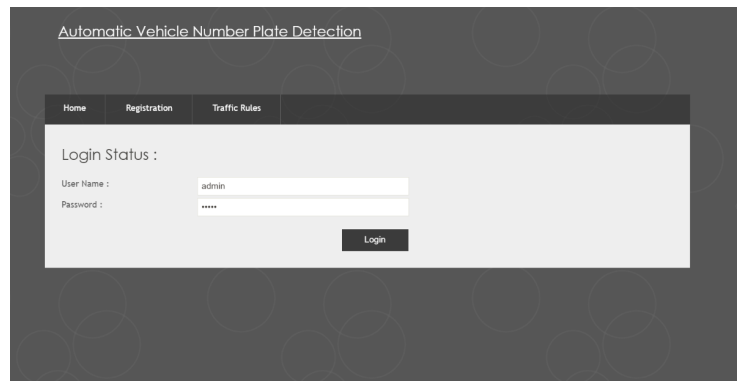 Automatic Vehicle Number Plate Detection
Home Registration Traffic Rules
Login Status :
User Name : admin
Password : •••••
Login